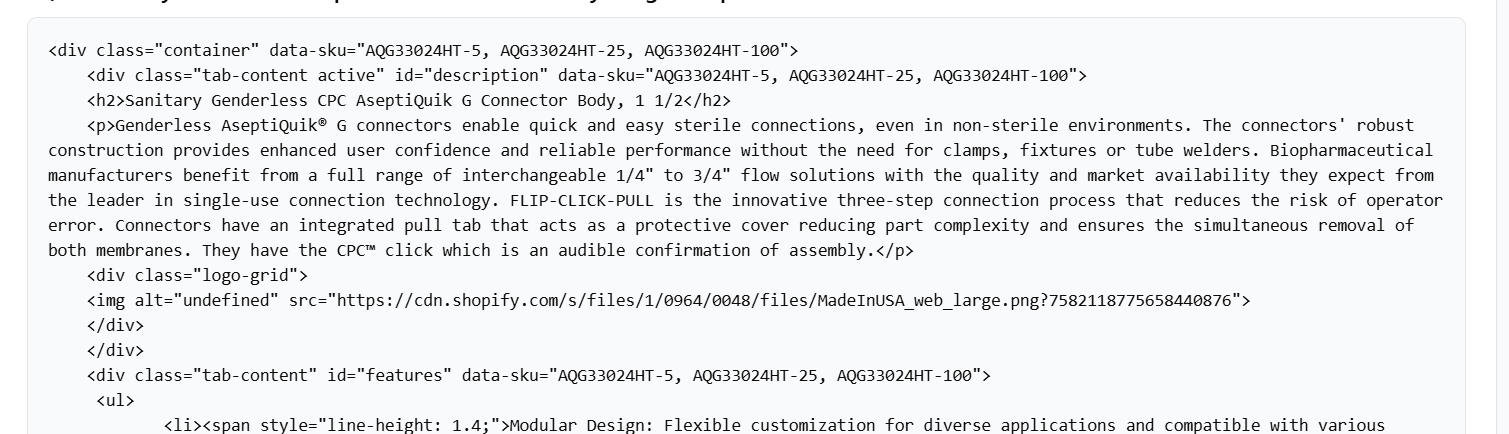 <div class="container" data-sku="AQG33024HT-5, AQG33024HT-25, AQG33024HT-100">
<div class="tab-content active" id="description" data-sku="AQG33024HT-5, AQG33024HT-25, AQG33024HT-100">
<h2>Sanitary Genderless CPC AseptiQuik G Connector Body, 1 1/2</h2>
<p>Genderless AseptiQuik® G connectors enable quick and easy sterile connections, even in non-sterile environments. The connectors' robust
construction provides enhanced user confidence and reliable performance without the need for clamps, fixtures or tube welders. Biopharmaceutical
manufacturers benefit from a full range of interchangeable 1/4" to 3/4" flow solutions with the quality and market availability they expect from
the leader in single-use connection technology. FLIP-CLICK-PULL is the innovative three-step connection process that reduces the risk of operator
error. Connectors have an integrated pull tab that acts as a protective cover reducing part complexity and ensures the simultaneous removal of
both membranes. They have the CPC™ click which is an audible confirmation of assembly.</p>
<div class="logo-grid">
<img alt="undefined" src="https://cdn.shopify.com/s/files/1/0964/0048/files/MadeInUSA_web_large.png?7582118775658440876">
</div>
</div>
<div class="tab-content" id="features" data-sku="AQG33024HT-5, AQG33024HT-25, AQG33024HT-100">
<ul>
<li><span style="line-height: 1.4;">Modular Design: Flexible customization for diverse applications and compatible with various